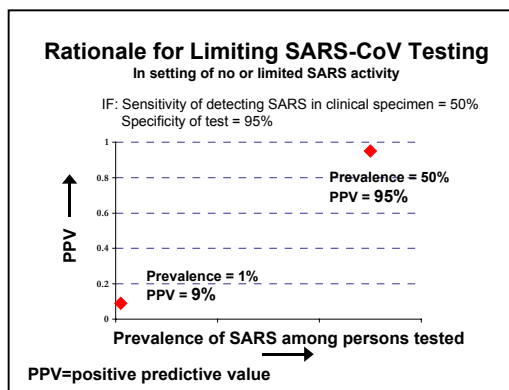 Rationale for Limiting SARS-CoV Testing
In setting of no or limited SARS activity
IF: Sensitivity of detecting SARS in clinical specimen = 50%
Specificity of test = 95%
1
0.8
0.6
0.4
0.2
0
PPV
Prevalence = 50%
PPV = 95%
Prevalence = 1%
PPV = 9%
Prevalence of SARS among persons tested
PPV=positive predictive value